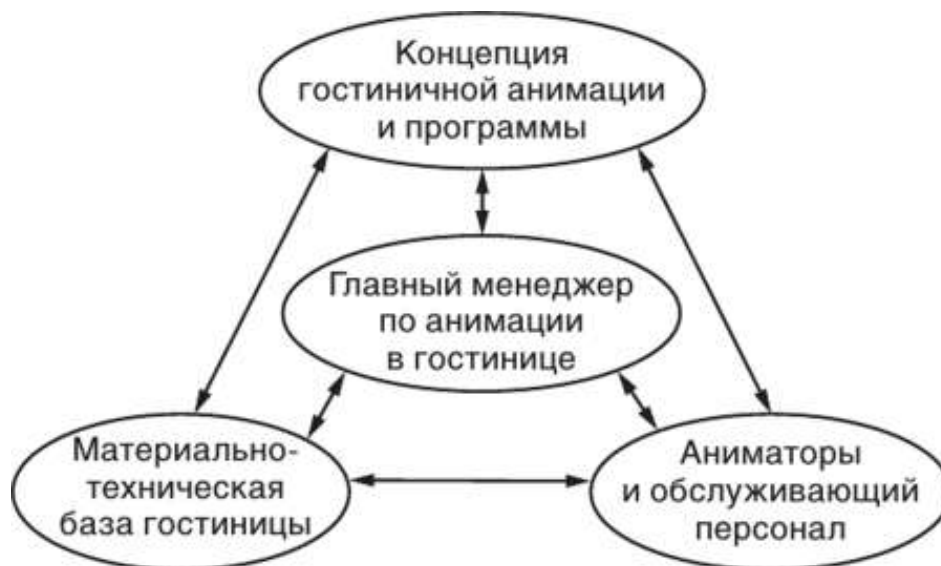 Концепция
гостиничной анимации
и программы
Главный менеджер
по анимации
в гостинице
Материально-
техническая
база гостиницы
Аниматоры
и обслуживающий
персонал